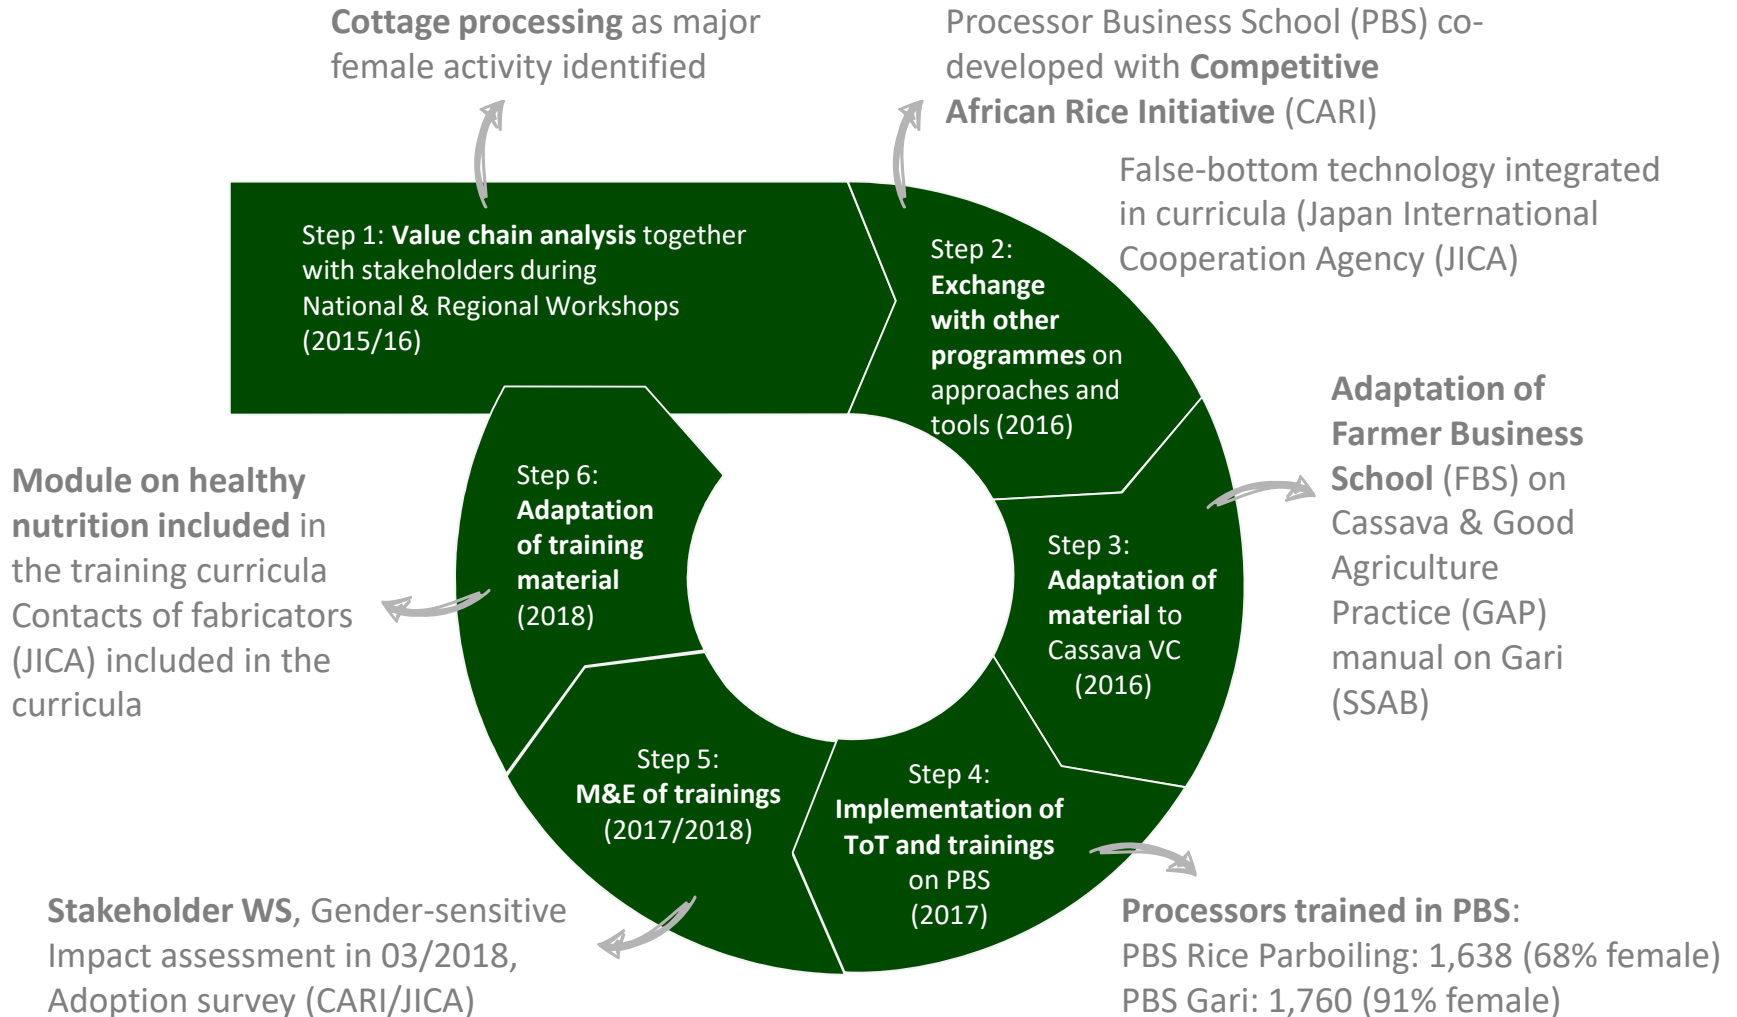 Cottage processing as major
female activity identified
Processor Business School (PBS) co-
developed with Competitive
African Rice Initiative (CARI)
False-bottom technology integrated
in curricula (Japan International
Cooperation Agency (JICA)
Step 1: Value chain analysis together
with stakeholders during
National & Regional Workshops
(2015/16)
Step 2:
Exchange
with other
programmes on
approaches and
tools (2016)
Adaptation of
Farmer Business
School (FBS) on
Cassava & Good
Agriculture
Practice (GAP)
manual on Gari
(SSAB)
Step 3:
Adaptation of
material to
Cassava VC
(2016)
Step 4:
Implementation of
ToT and trainings
on PBS
(2017)
Processors trained in PBS:
PBS Rice Parboiling: 1,638 (68% female)
PBS Gari: 1,760 (91% female)
Step 5:
M&E of trainings
(2017/2018)
Stakeholder WS, Gender-sensitive
Impact assessment in 03/2018,
Adoption survey (CARI/JICA)
Step 6:
Adaptation
of training
material
(2018)
Module on healthy
nutrition included in
the training curricula
Contacts of fabricators
(JICA) included in the
curricula